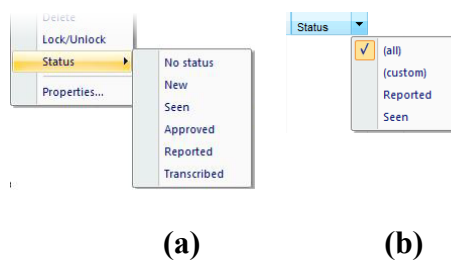 Delete
Lock/Unlock
Status
Properties...
No status
New
Seen
Approved
Reported
Transcribed
Status
(all)
(custom)
Reported
Seen
(a)
(b)